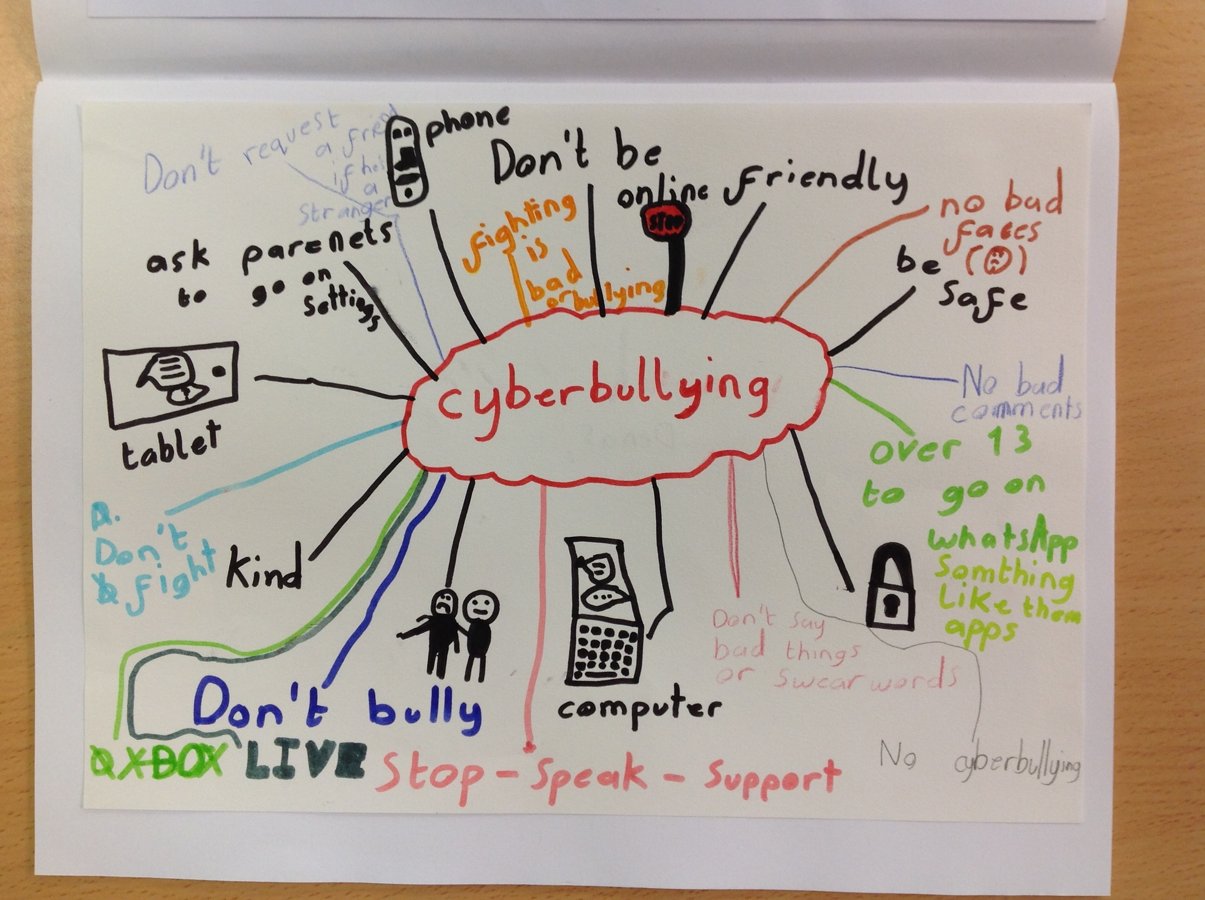 Don't request
a friend
if hes
a
stranger
phone
Don't be
online
STOP
friendly
fighting
is
bad
or bullying
no bad
faces
be
safe
ask parenets
to go on
settings
cyberbullying
tablet
No bad
comments
over 13
to go on
whatsApp
Somthing
Like them
apps
Don't
fight
kind
Don't bully
computer
Don't say
bad things
or swear words
XBOX LIVE
Stop - Speak - Support
No cyberbullying